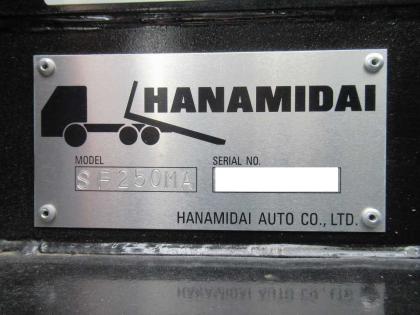 HANAMIDAI
MODEL SERIAL NO.
SF250MA
HANAMIDAI AUTO CO., LTD.